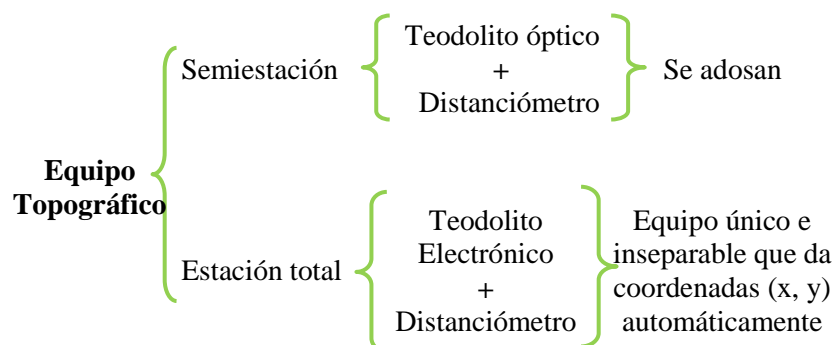 Equipo
Topográfico
Semiestación
Teodolito óptico
+
Distanciómetro
Se adosan
Estación total
Teodolito
Electrónico
+
Distanciómetro
Equipo único e
inseparable que da
coordenadas (x, y)
automáticamente